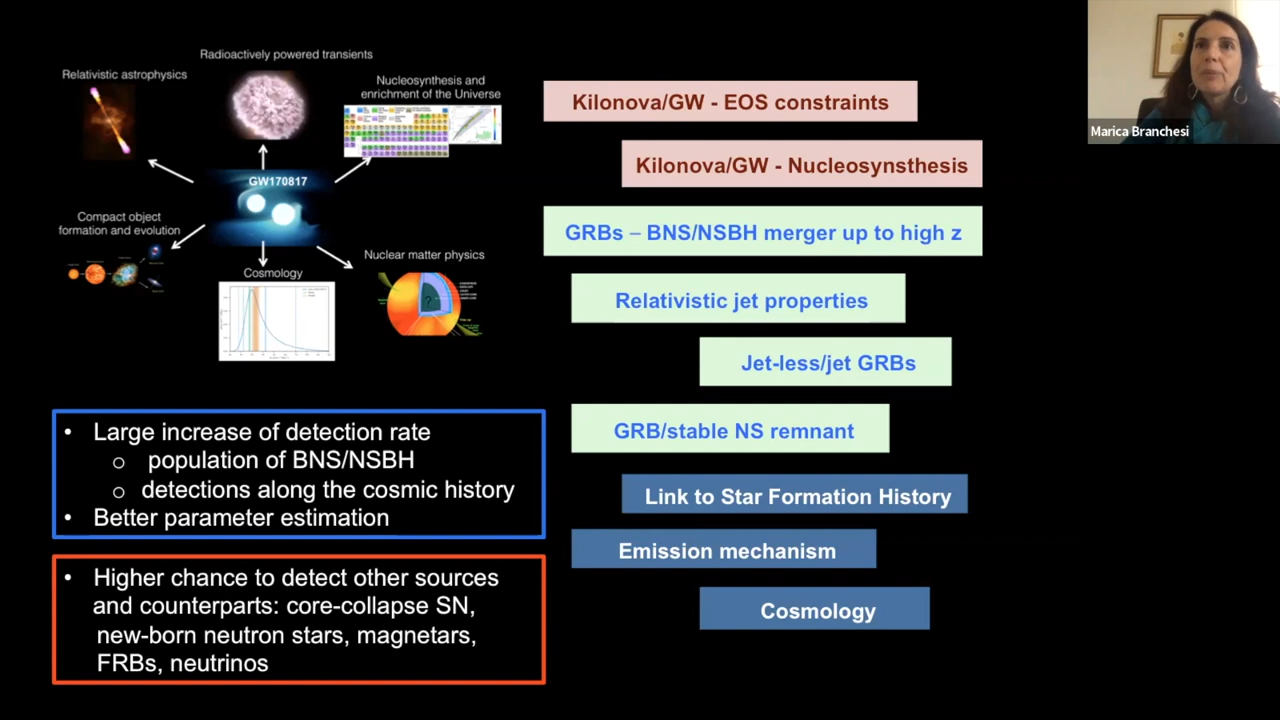 Radioactively powered transients
Relativistic astrophysics
Nucleosynthesis and
enrichment of the Universe
GW170817
Compact object
formation and evolution
Nuclear matter physics
Cosmology
?
Kilonova/GW - EOS constraints
Kilonova/GW - Nucleosynsthesis
GRBs – BNS/NSBH merger up to high z
Relativistic jet properties
Jet-less/jet GRBs
GRB/stable NS remnant
Link to Star Formation History
Emission mechanism
Cosmology
• Large increase of detection rate
o population of BNS/NSBH
o detections along the cosmic history
• Better parameter estimation
• Higher chance to detect other sources
and counterparts: core-collapse SN,
new-born neutron stars, magnetars,
FRBs, neutrinos
Marica Branchesi